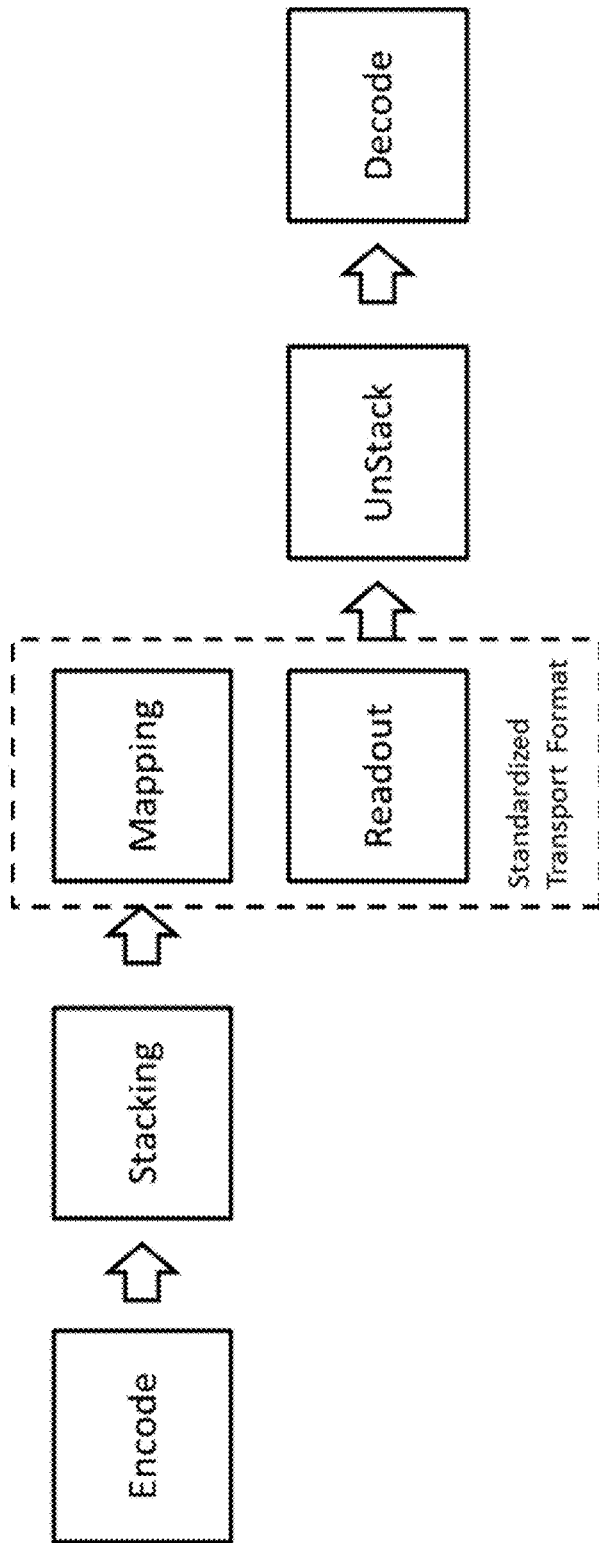 Encode
Stacking
Mapping
Readout
Standardized
Transport Format
UnStack
Decode